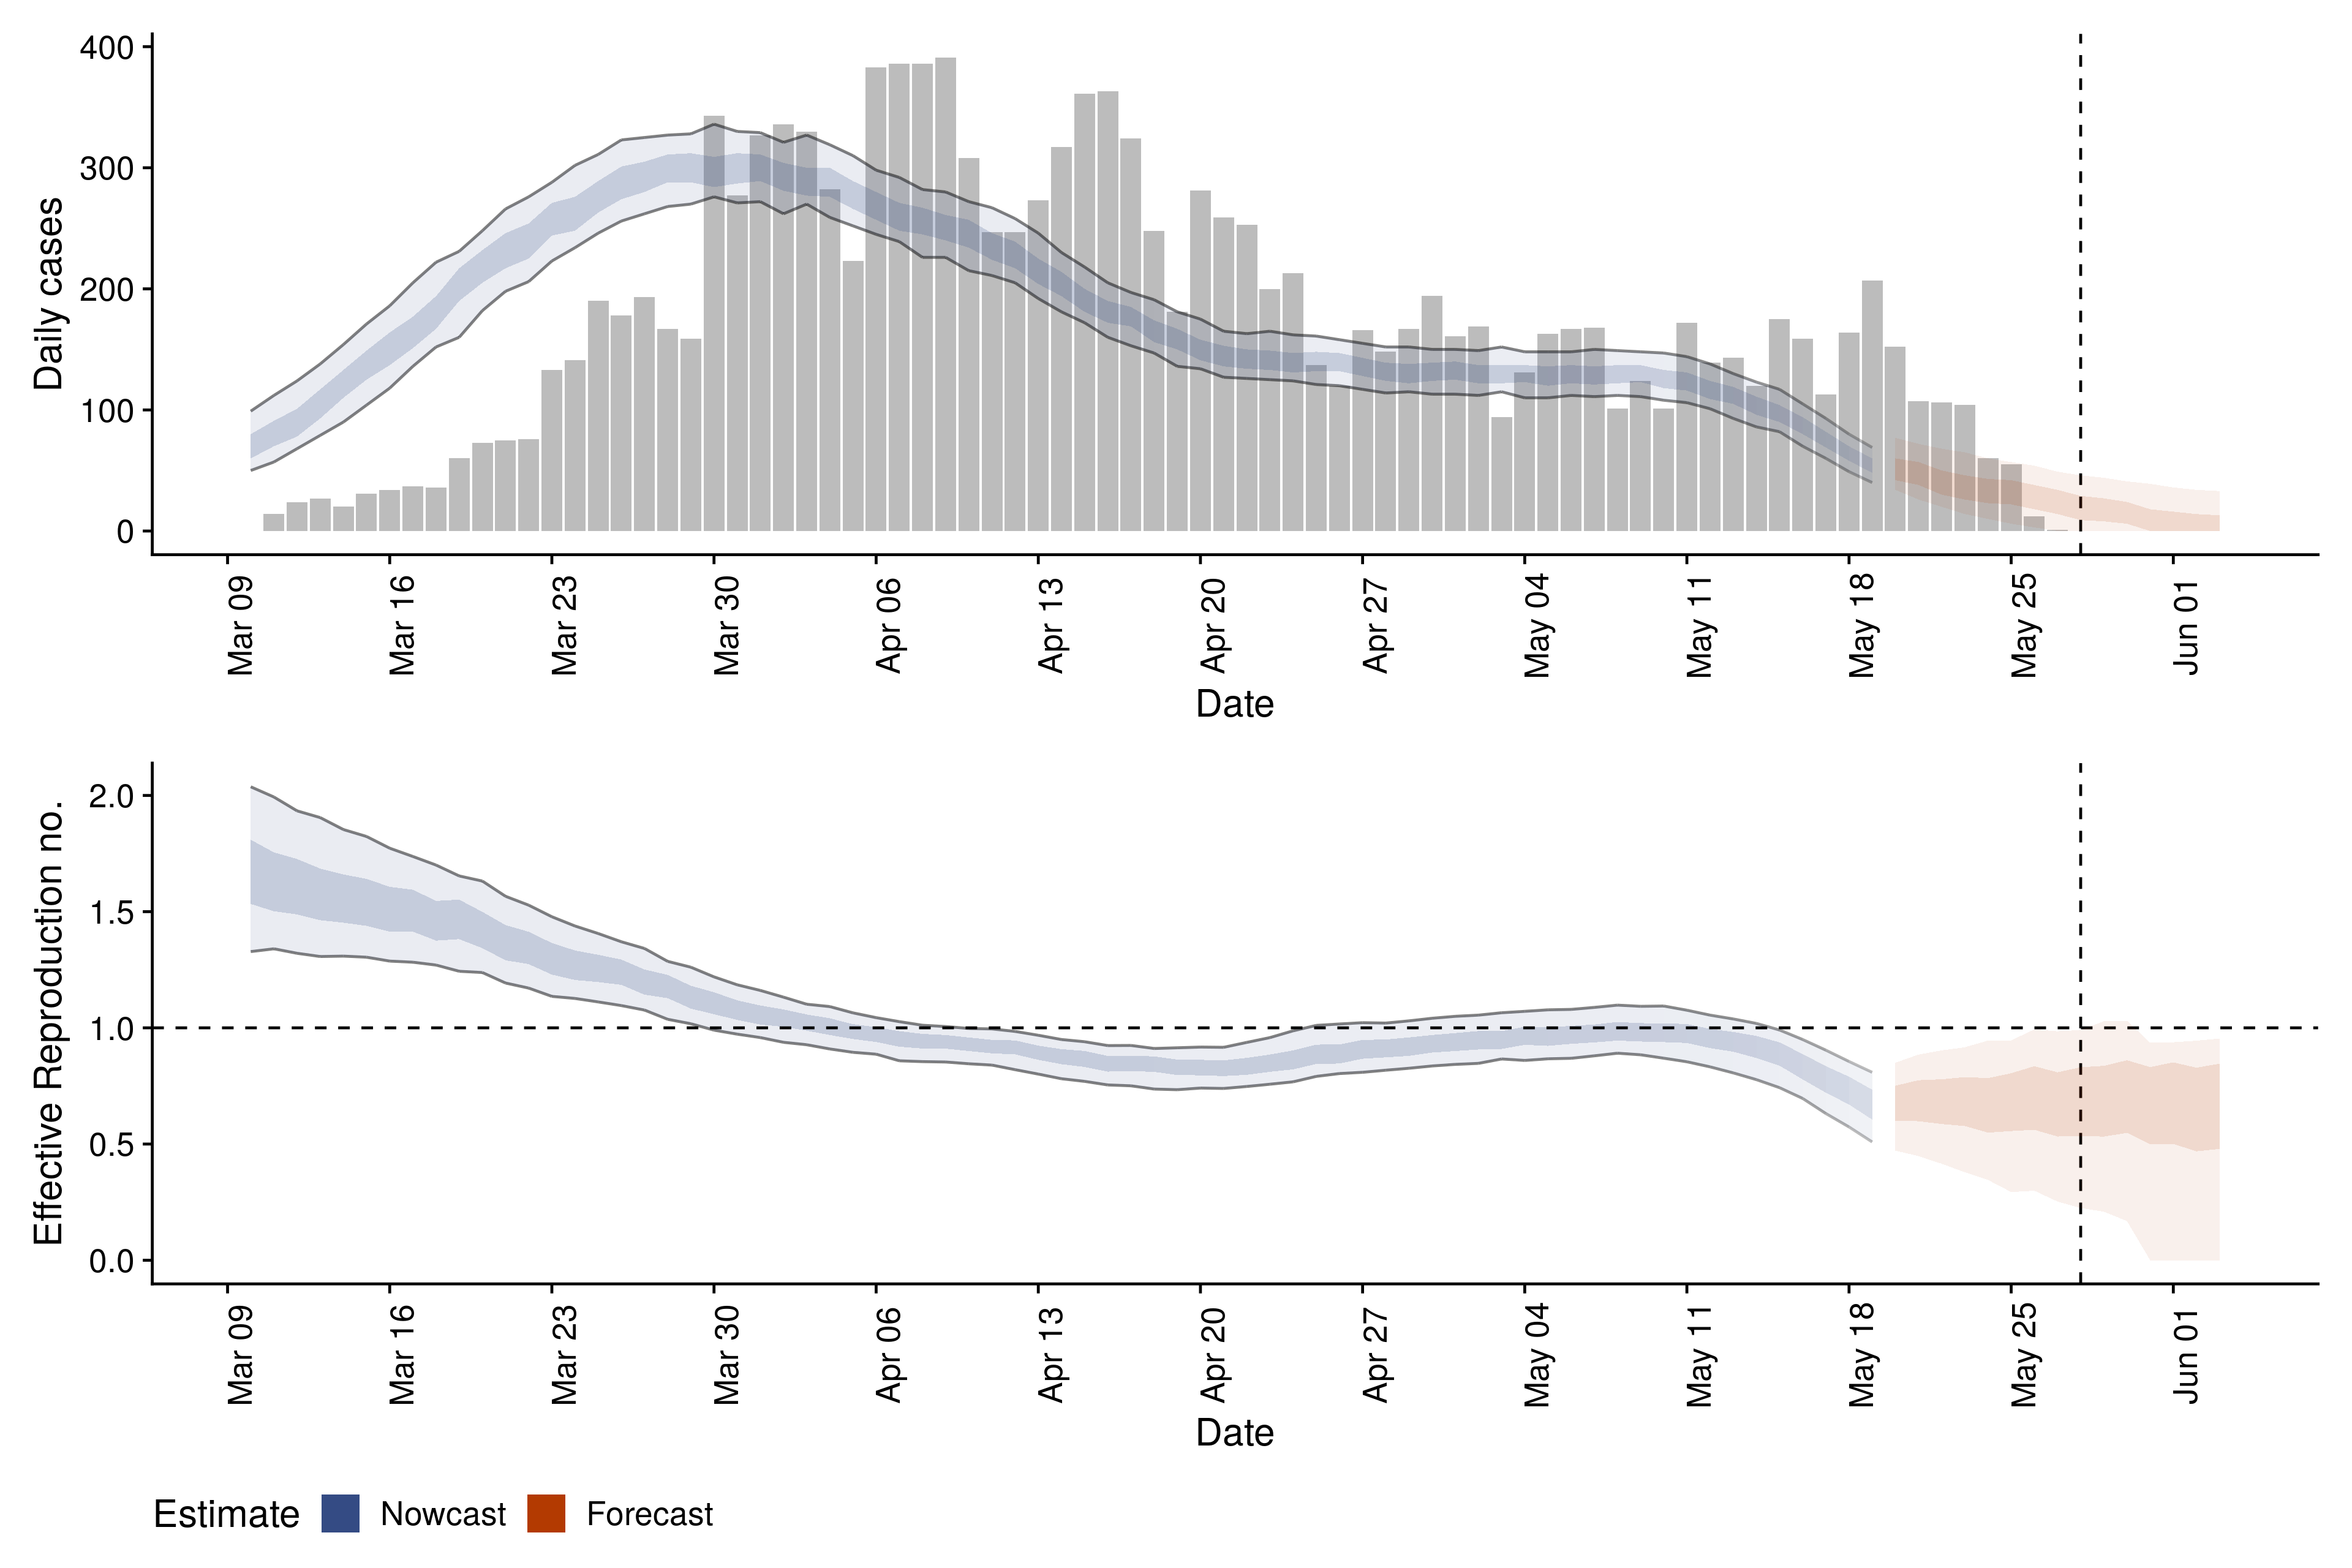 Daily cases
400
300
200
100
0
Mar 09
Mar 16
Mar 23
Mar 30
Apr 06
Apr 13
Apr 20
Apr 27
May 04
May 11
May 18
May 25
Jun 01
Date
Effective Reproduction no.
2.0
1.5
1.0
0.5
0.0
Mar 09
Mar 16
Mar 23
Mar 30
Apr 06
Apr 13
Apr 20
Apr 27
May 04
May 11
May 18
May 25
Jun 01
Date
Estimate Nowcast Forecast